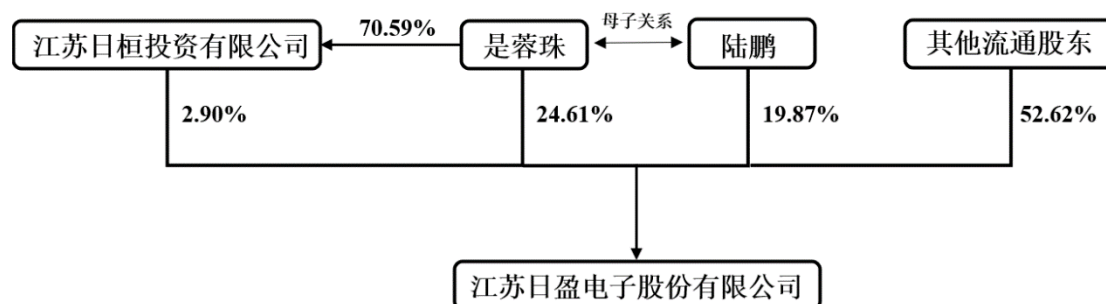 70.59%
母子关系
江苏日桓投资有限公司
是蓉珠
陆鹏
其他流通股东
2.90%
24.61%
19.87%
52.62%
江苏日盈电子股份有限公司